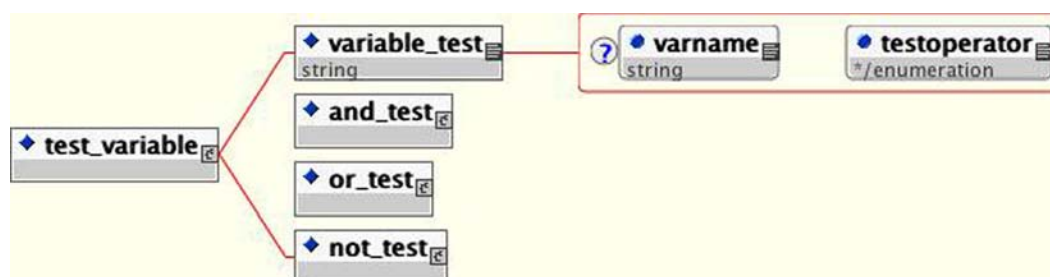 variable_test
string
? varname
string
testoperator
*/enumeration
and_test
test_variable
or_test
not_test